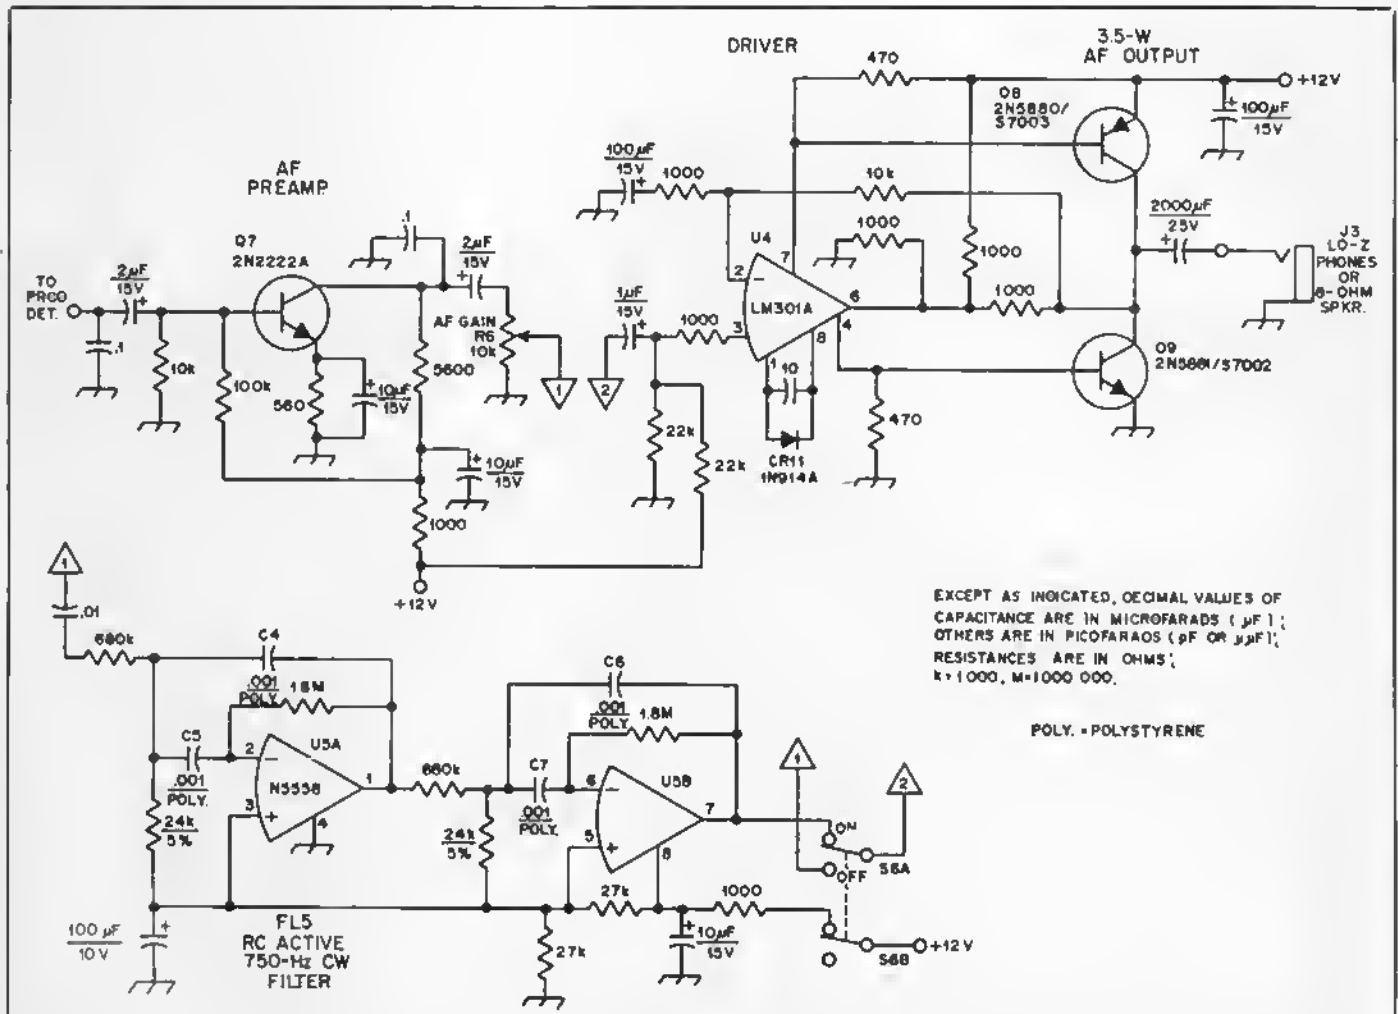 DRIVER
3.5-W
AF OUTPUT
470
+12V
Q8
2N5880/
S7003
100µF
15V
AF
PREAMP
100µF
15V
1000
10k
2000µF
25V
J3
LO-Z
PHONES
OR
8-OHM
SPKR.
.1
Q7
2N2222A
2µF
15V
U4
1000
1000
7
2
LM301A
6
1000
TO
PROD
DET.
2µF
15V
1µF
15V
1000
3
4
8
1
AF GAIN
R6
10k
.1
10k
100k
560
10µF
15V
5600
1
2
10
Q9
2N5881/S7002
22k
22k
CR11
1N914A
470
10µF
15V
1000
+12V
1
.01
680k
C4
.001
POLY.
1.8M
C6
.001
POLY.
1.8M
EXCEPT AS INDICATED, DECIMAL VALUES OF
CAPACITANCE ARE IN MICROFARADS ( µF ) ;
OTHERS ARE IN PICOFARADS ( pF OR µµF);
RESISTANCES ARE IN OHMS;
k=1000, M=1000 000.
POLY. = POLYSTYRENE
C5
.001
POLY.
2
U5A
N5558
1
3
4
680k
C7
.001
POLY.
6
U5B
7
5
8
1
2
24k
5%
24k
5%
ON
OFF
S6A
27k
1000
100 µF
10V
FL5
RC ACTIVE
750-Hz CW
FILTER
27k
10µF
15V
S6B
+12V